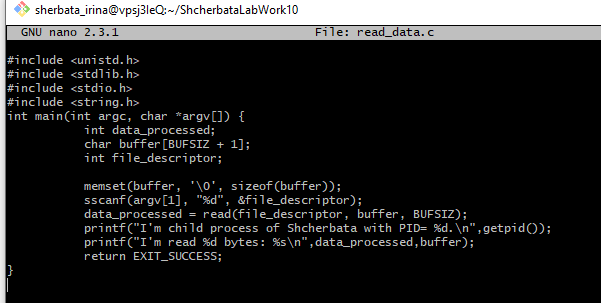 sherbata_irina@vpsj3leQ:~/ShcherbataLabWork10
GNU nano 2.3.1 File: read_data.c
#include <unistd.h>
#include <stdlib.h>
#include <stdio.h>
#include <string.h>
int main(int argc, char *argv[]) {
int data_processed;
char buffer[BUFSIZ + 1];
int file_descriptor;
memset(buffer, '\0', sizeof(buffer));
sscanf(argv[1], "%d", &file_descriptor);
data_processed = read(file_descriptor, buffer, BUFSIZ);
printf("I'm child process of Shcherbata with PID= %d.\n",getpid());
printf("I'm read %d bytes: %s\n",data_processed,buffer);
return EXIT_SUCCESS;
}